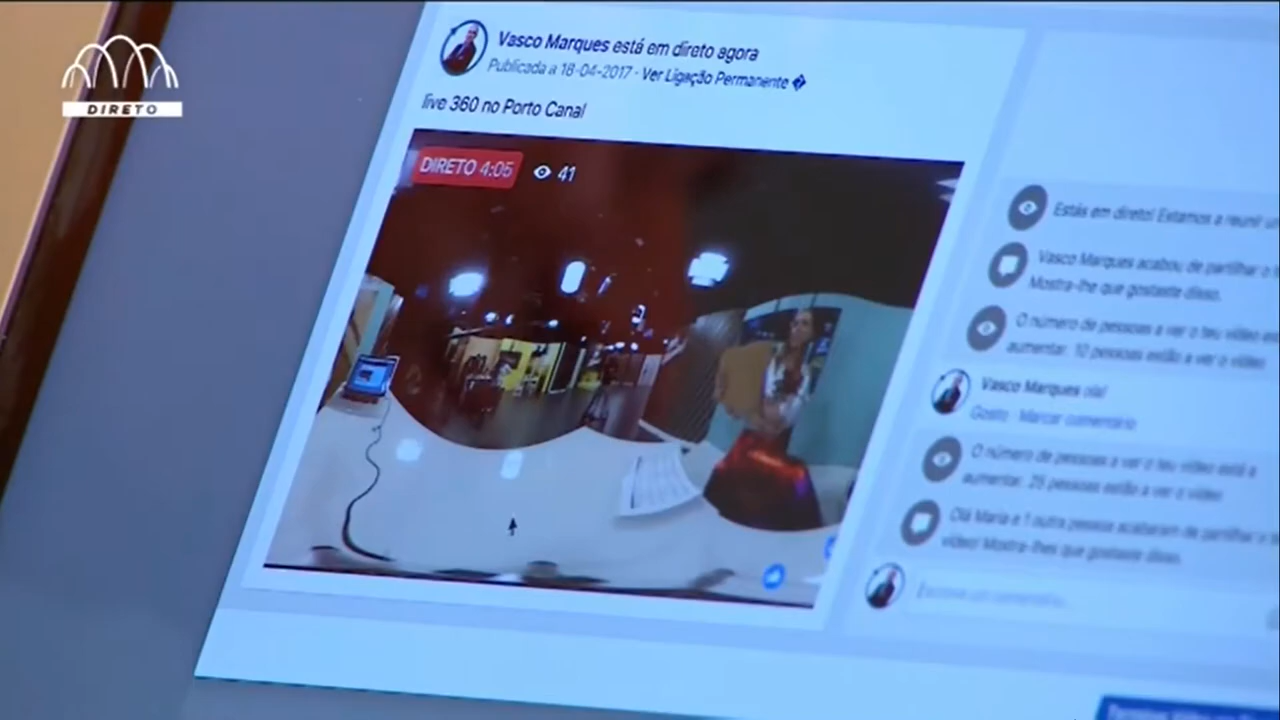 DIRETO
Vasco Marques está em direto agora
Publicada a 18-04-2017 · Ver Ligação Permanente
live 360 no Porto Canal
DIRETO 4:05 41
Estás em direto! Estamos a reunir
Vasco Marques acabou de partilhar o
Mostra-lhe que gostaste disso.
O número de pessoas a ver o teu vídeo está
aumentar. 10 pessoas estão a ver o vídeo
Vasco Marques olá!
Gosto · Marcar comentário
O número de pessoas a ver o teu vídeo está a
aumentar. 25 pessoas estão a ver o vídeo
Olá Maria e 1 outra pessoa acabaram de partilhar o
vídeo! Mostra-lhes que gostaste disso.